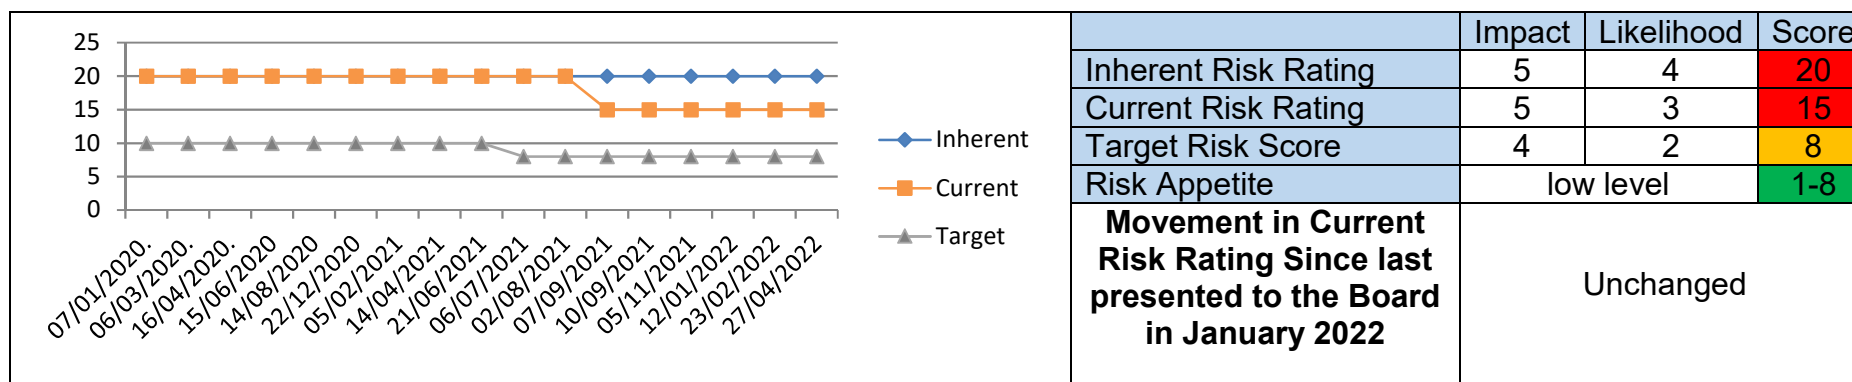 25
20
15
10
5
0
07/01/2020.
06/03/2020.
16/04/2020.
15/06/2020
14/08/2020
22/12/2020
05/02/2021
14/04/2021
21/06/2021
06/07/2021
02/08/2021
07/09/2021
10/09/2021
05/11/2021
12/01/2022
23/02/2022
27/04/2022
Inherent
Current
Target
Impact Likelihood Score
Inherent Risk Rating 5 4 20
Current Risk Rating 5 3 15
Target Risk Score 4 2 8
Risk Appetite low level 1-8
Movement in Current
Risk Rating Since last
presented to the Board
in January 2022
Unchanged